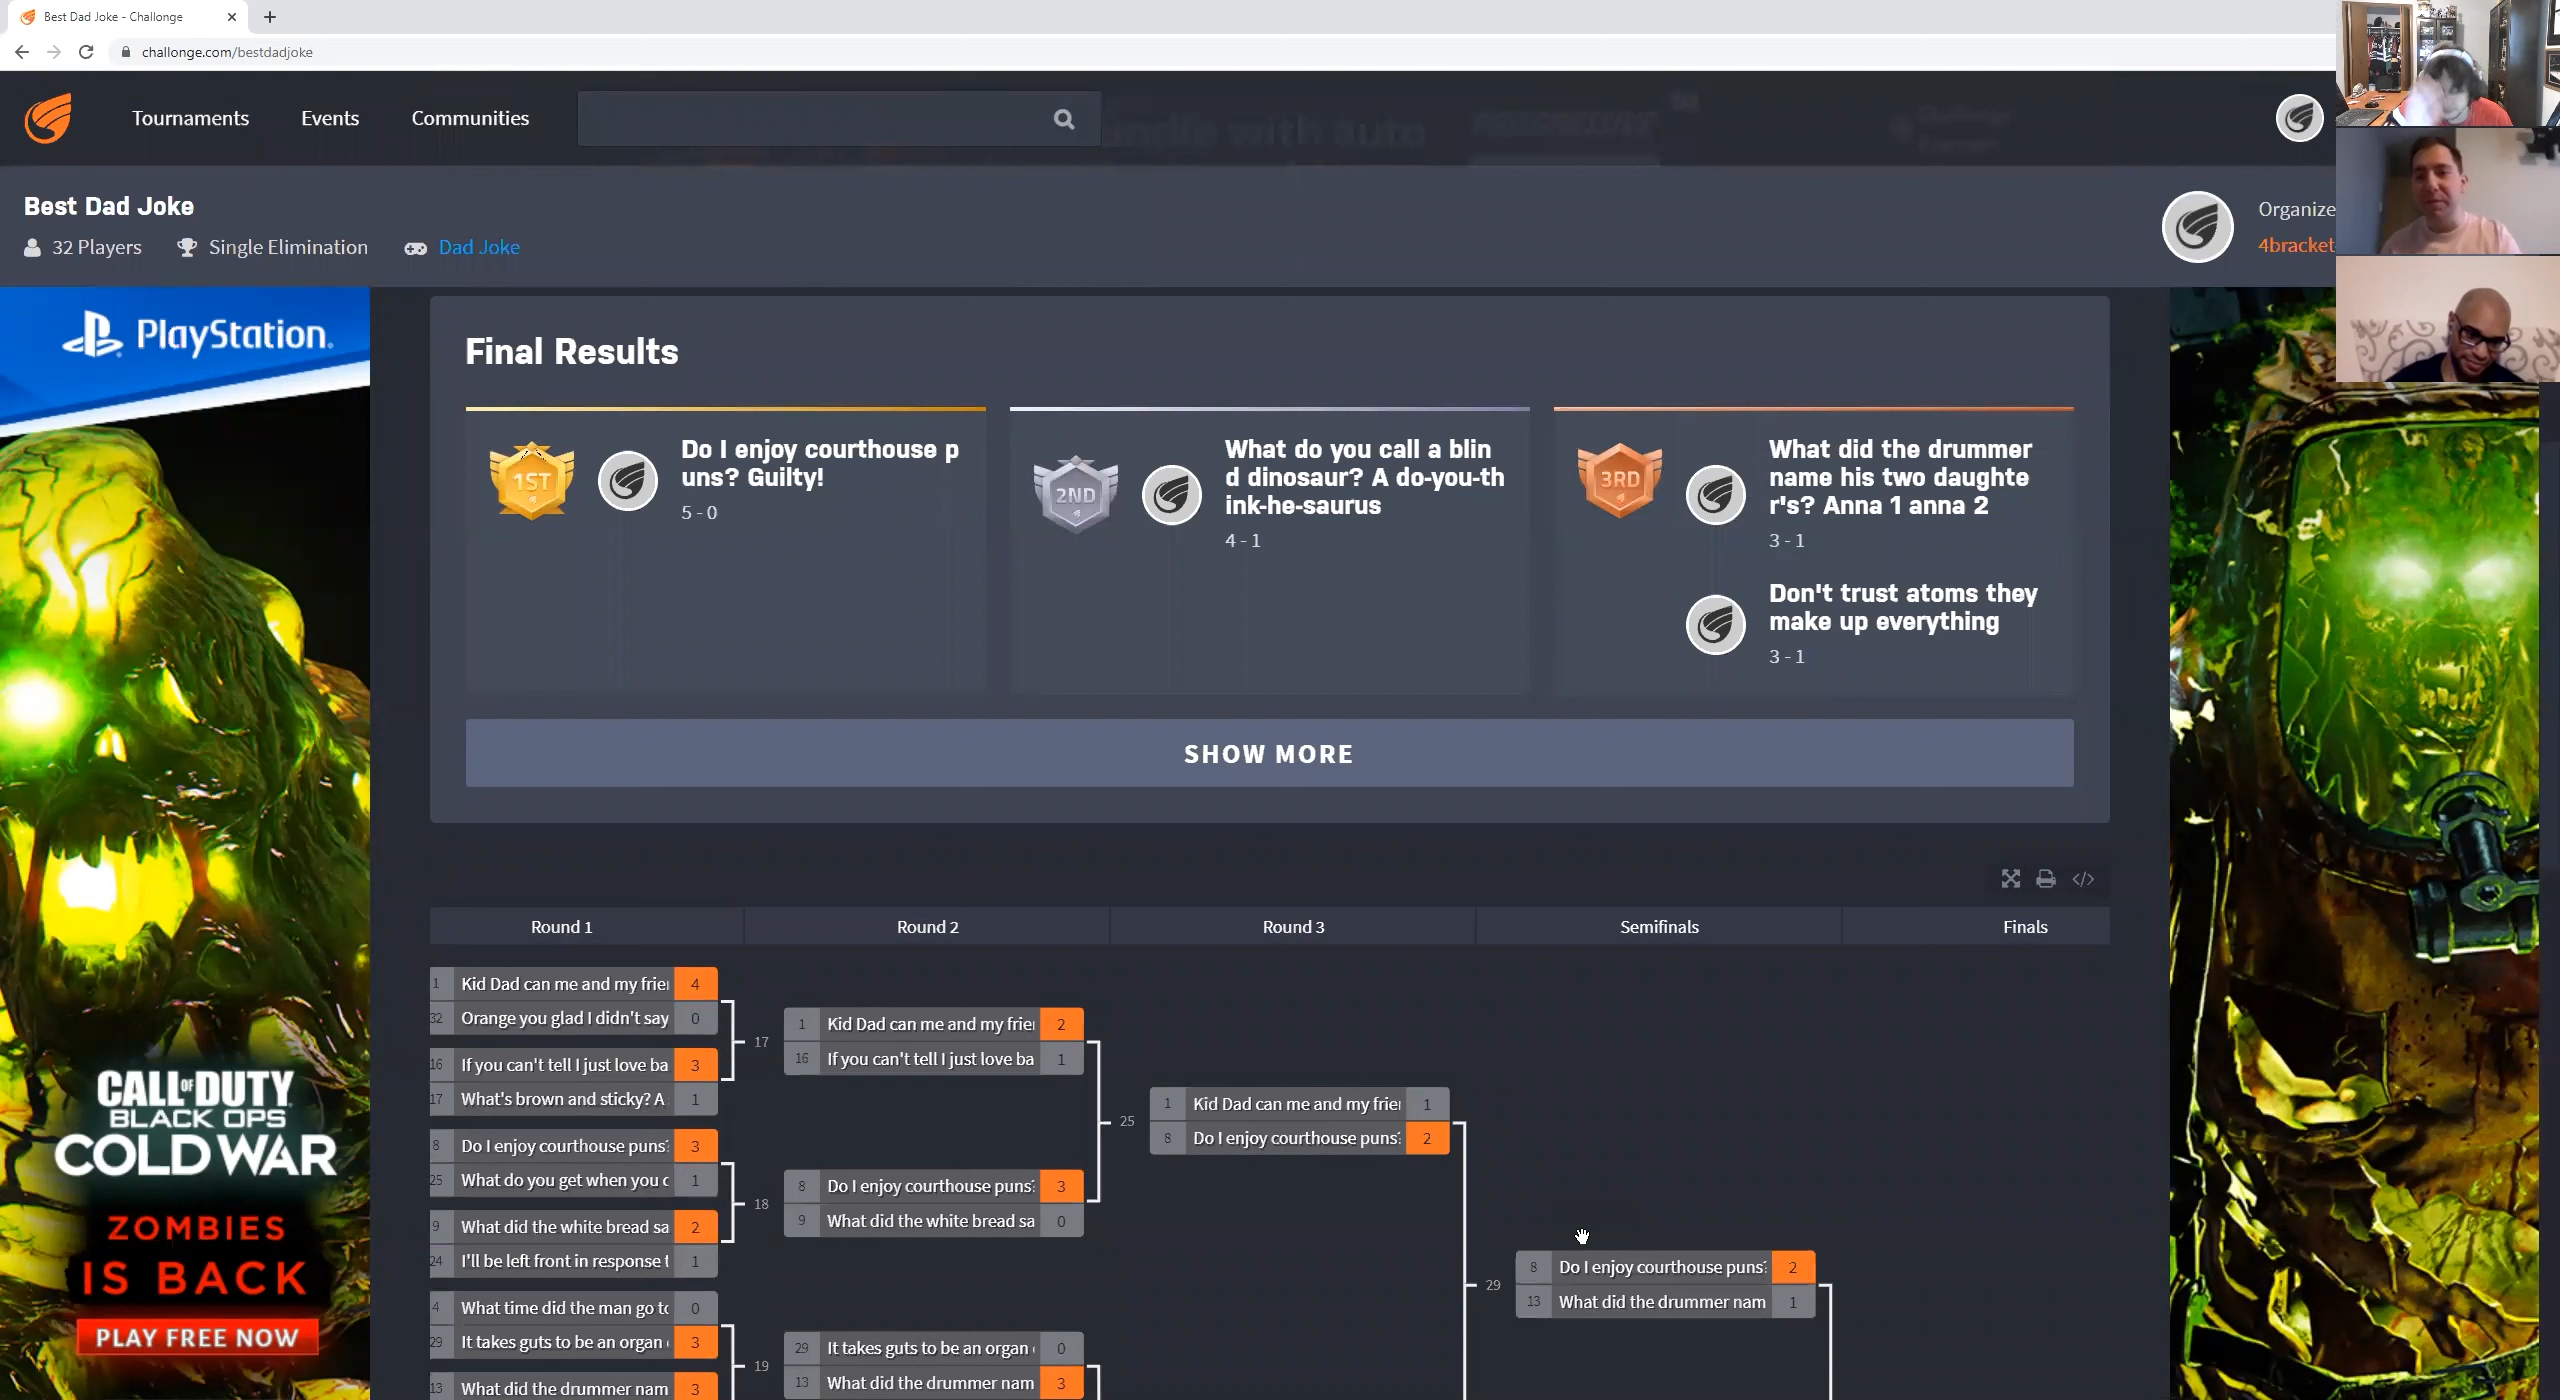 Best Dad Joke - Challonge
challonge.com/bestdadjoke
Tournaments
Events
Communities
Best Dad Joke
32 Players
Single Elimination
Dad Joke
Organize
4bracket
PlayStation.
Final Results
1ST
Do I enjoy courthouse p
uns? Guilty!
5 - 0
2ND
What do you call a blin
d dinosaur? A do-you-th
ink-he-saurus
4 - 1
3RD
What did the drummer
name his two daughte
r's? Anna 1 anna 2
3 - 1
Don't trust atoms they
make up everything
3 - 1
SHOW MORE
Round 1
Round 2
Round 3
Semifinals
Finals
1 Kid Dad can me and my frie 4
32 Orange you glad I didn't say 0
16 If you can't tell I just love ba 3
17 What's brown and sticky? A 1
8 Do I enjoy courthouse puns? 3
25 What do you get when you c 1
9 What did the white bread sa 2
24 I'll be left front in response t 1
4 What time did the man go to 0
29 It takes guts to be an organ 3
13 What did the drummer nam 3
17
1 Kid Dad can me and my frie 2
16 If you can't tell I just love ba 1
18
8 Do I enjoy courthouse puns? 3
9 What did the white bread sa 0
19
29 It takes guts to be an organ 0
13 What did the drummer nam 3
25
1 Kid Dad can me and my frie 1
8 Do I enjoy courthouse puns? 2
29
8 Do I enjoy courthouse puns? 2
13 What did the drummer nam 1
CALL OF DUTY
BLACK OPS
COLD WAR
ZOMBIES
IS BACK
PLAY FREE NOW